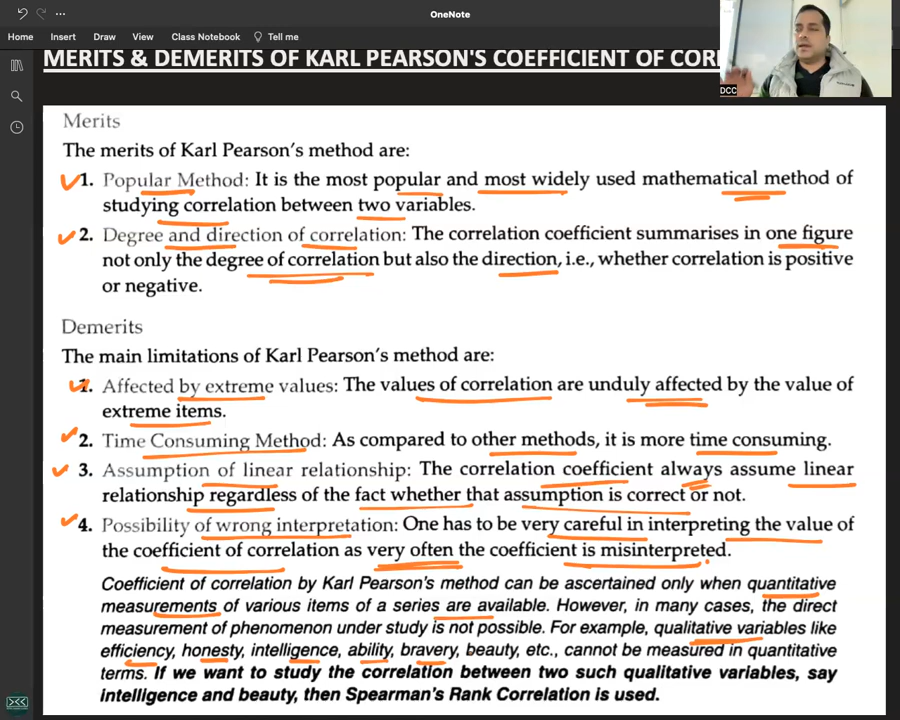 OneNote
Home Insert Draw View Class Notebook Tell me
MERITS & DEMERITS OF KARL PEARSON'S COEFFICIENT OF
DCC
Merits
The merits of Karl Pearson's method are:
1. Popular Method: It is the most popular and most widely used mathematical method of
studying correlation between two variables.
2. Degree and direction of correlation: The correlation coefficient summarises in one figure
not only the degree of correlation but also the direction, i.e., whether correlation is positive
or negative.
Demerits
The main limitations of Karl Pearson's method are:
1. Affected by extreme values: The values of correlation are unduly affected by the value of
extreme items.
2. Time Consuming Method: As compared to other methods, it is more time consuming.
3. Assumption of linear relationship: The correlation coefficient always assume linear
relationship regardless of the fact whether that assumption is correct or not.
4. Possibility of wrong interpretation: One has to be very careful in interpreting the value of
the coefficient of correlation as very often the coefficient is misinterpreted.
Coefficient of correlation by Karl Pearson's method can be ascertained only when quantitative
measurements of various items of a series are available. However, in many cases, the direct
measurement of phenomenon under study is not possible. For example, qualitative variables like
efficiency, honesty, intelligence, ability, bravery, beauty, etc., cannot be measured in quantitative
terms. If we want to study the correlation between two such qualitative variables, say
intelligence and beauty, then Spearman's Rank Correlation is used.